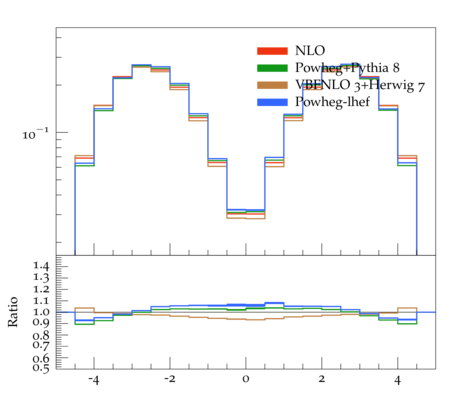 NLO
Powheg+Pythia 8
VBENLO 3+Herwig 7
Powheg-lhef
10⁻¹
1.4
1.3
1.2
1.1
1.0
0.9
0.8
0.7
0.6
0.5
Ratio
-4 -2 0 2 4